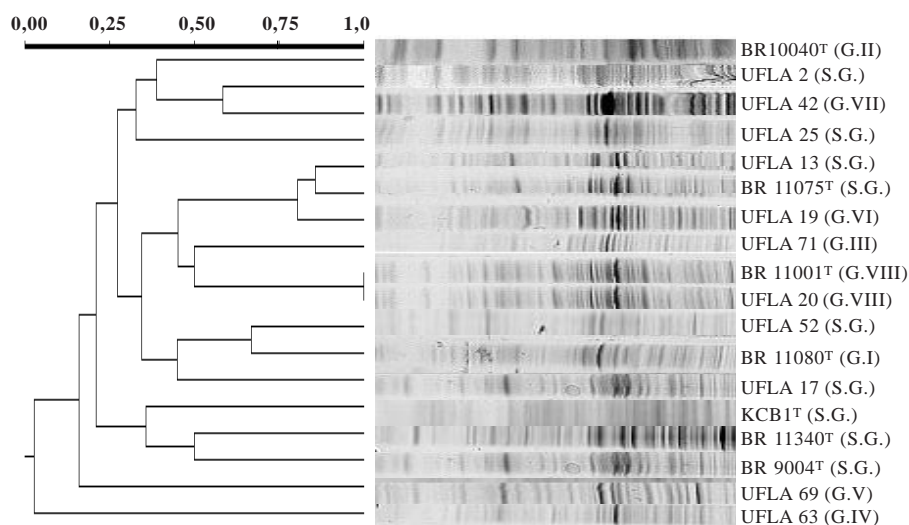 0,00 0,25 0,50 0,75 1,0
BR10040ᵀ (G.II)
UFLA 2 (S.G.)
UFLA 42 (G.VII)
UFLA 25 (S.G.)
UFLA 13 (S.G.)
BR 11075ᵀ (S.G.)
UFLA 19 (G.VI)
UFLA 71 (G.III)
BR 11001ᵀ (G.VIII)
UFLA 20 (G.VIII)
UFLA 52 (S.G.)
BR 11080ᵀ (G.I)
UFLA 17 (S.G.)
KCB1ᵀ (S.G.)
BR 11340ᵀ (S.G.)
BR 9004ᵀ (S.G.)
UFLA 69 (G.V)
UFLA 63 (G.IV)